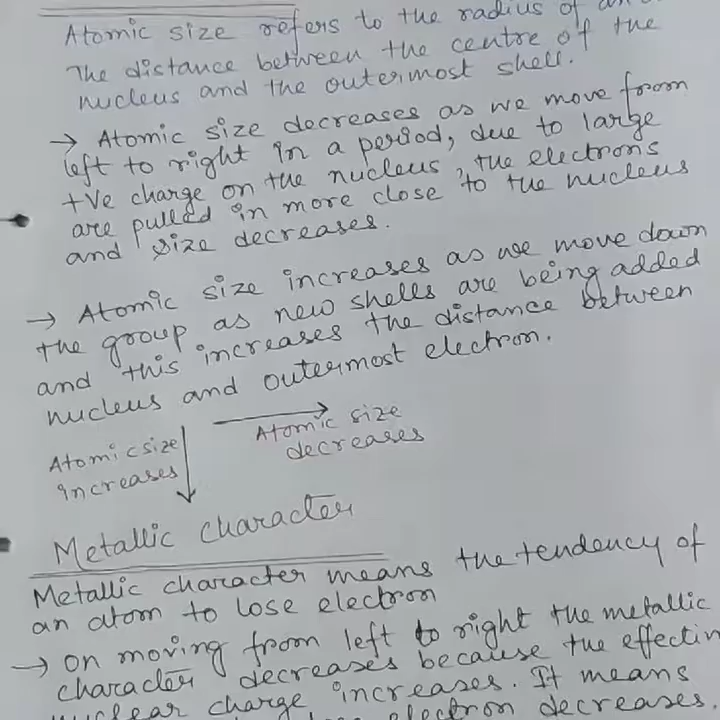 Atomic size refers to the radius of an
The distance between the centre of the
nucleus and the outermost shell.
→ Atomic size decreases as we move from
left to right in a period, due to large
+ve charge on the nucleus, the electrons
are pulled in more close to the nucleus
and size decreases.
→ Atomic size increases as we move down
the group as new shells are being added
and this increases the distance between
nucleus and outermost electron.
Atomic size
increases
Atomic size
decreases
Metallic Character
Metallic character means the tendency of
an atom to lose electron
→ On moving from left to right the metallic
character decreases because the effectin
nuclear charge increases. It means
electron decreases.